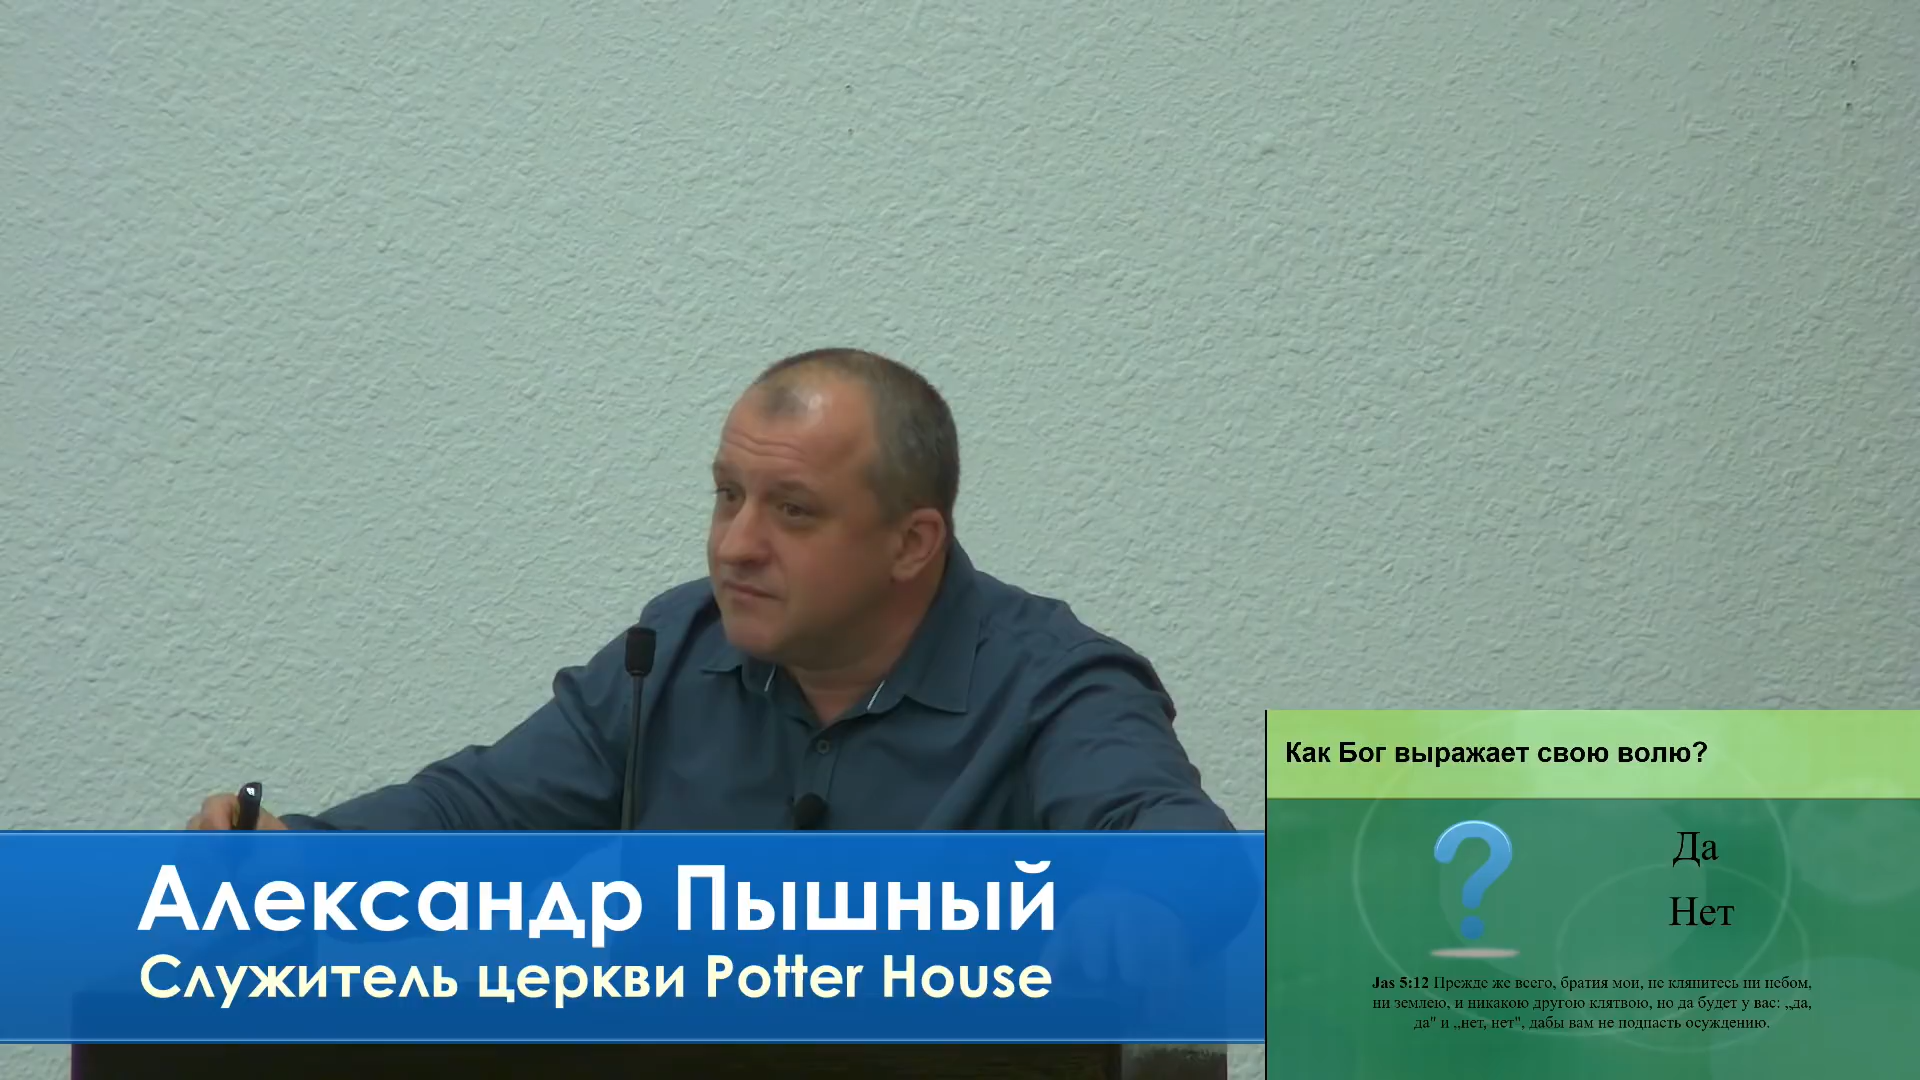 Александр Пышный
Служитель церкви Potter House
Как Бог выражает свою волю?
Да
Нет
Jas 5:12 Прежде же всего, братия мои, не клянитесь ни небом,
ни землею, и никакою другою клятвою, но да будет у вас: „да,
да" и „нет, нет", дабы вам не подпасть осуждению.